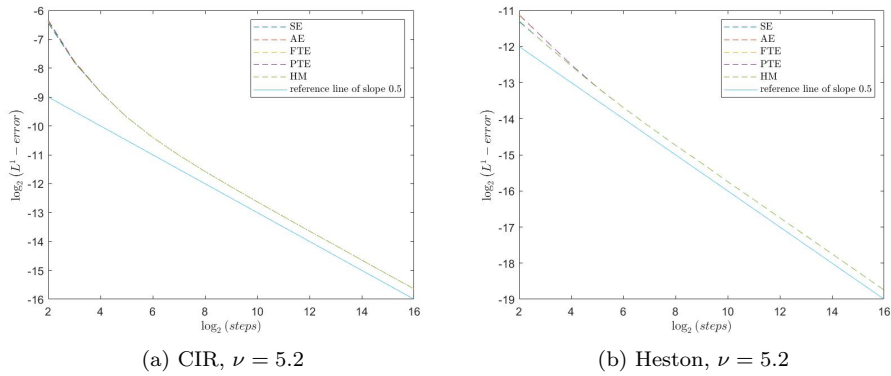 -6
-7
-8
-9
-10
-11
-12
-13
-14
-15
-16
log₂ (L¹ − error)
2 4 6 8 10 12 14 16
log₂ (steps)
SE
AE
FTE
PTE
HM
reference line of slope 0.5
(a) CIR, ν = 5.2
-11
-12
-13
-14
-15
-16
-17
-18
-19
log₂ (L¹ − error)
2 4 6 8 10 12 14 16
log₂ (steps)
SE
AE
FTE
PTE
HM
reference line of slope 0.5
(b) Heston, ν = 5.2